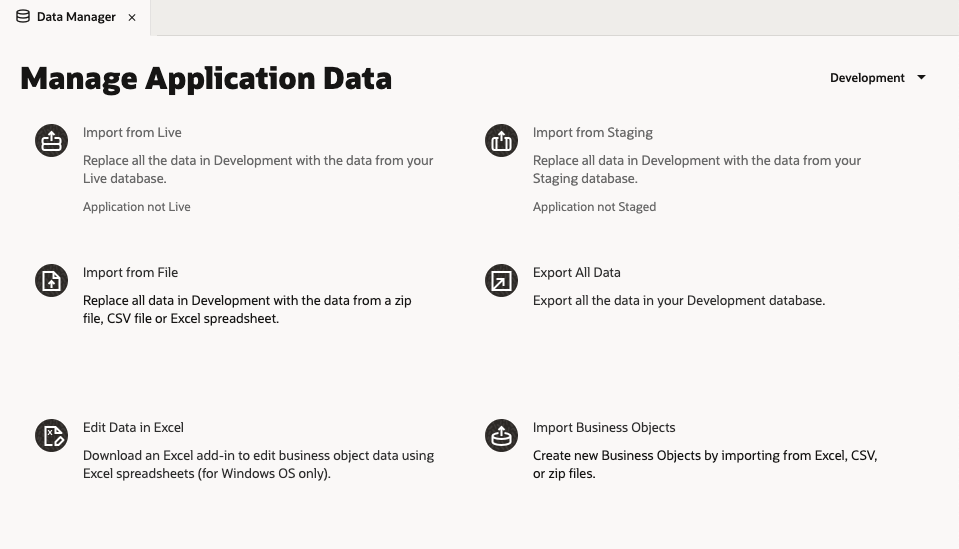 Data Manager
Manage Application Data
Development
Import from Live
Replace all the data in Development with the data from your
Live database.
Application not Live
Import from Staging
Replace all data in Development with the data from your
Staging database.
Application not Staged
Import from File
Replace all data in Development with the data from a zip
file, CSV file or Excel spreadsheet.
Export All Data
Export all the data in your Development database.
Edit Data in Excel
Download an Excel add-in to edit business object data using
Excel spreadsheets (for Windows OS only).
Import Business Objects
Create new Business Objects by importing from Excel, CSV,
or zip files.